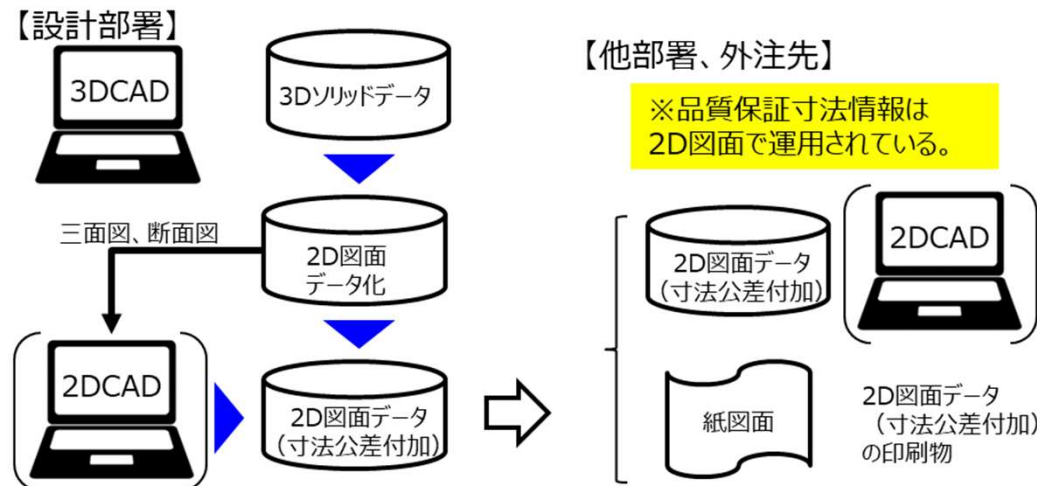 【設計部署】
3DCAD
3Dソリッドデータ
三面図、断面図
2D図面
データ化
2DCAD
2D図面データ
(寸法公差付加)
【他部署、外注先】
※品質保証寸法情報は
2D図面で運用されている。
2D図面データ
(寸法公差付加)
2DCAD
紙図面
2D図面データ
(寸法公差付加)
の印刷物